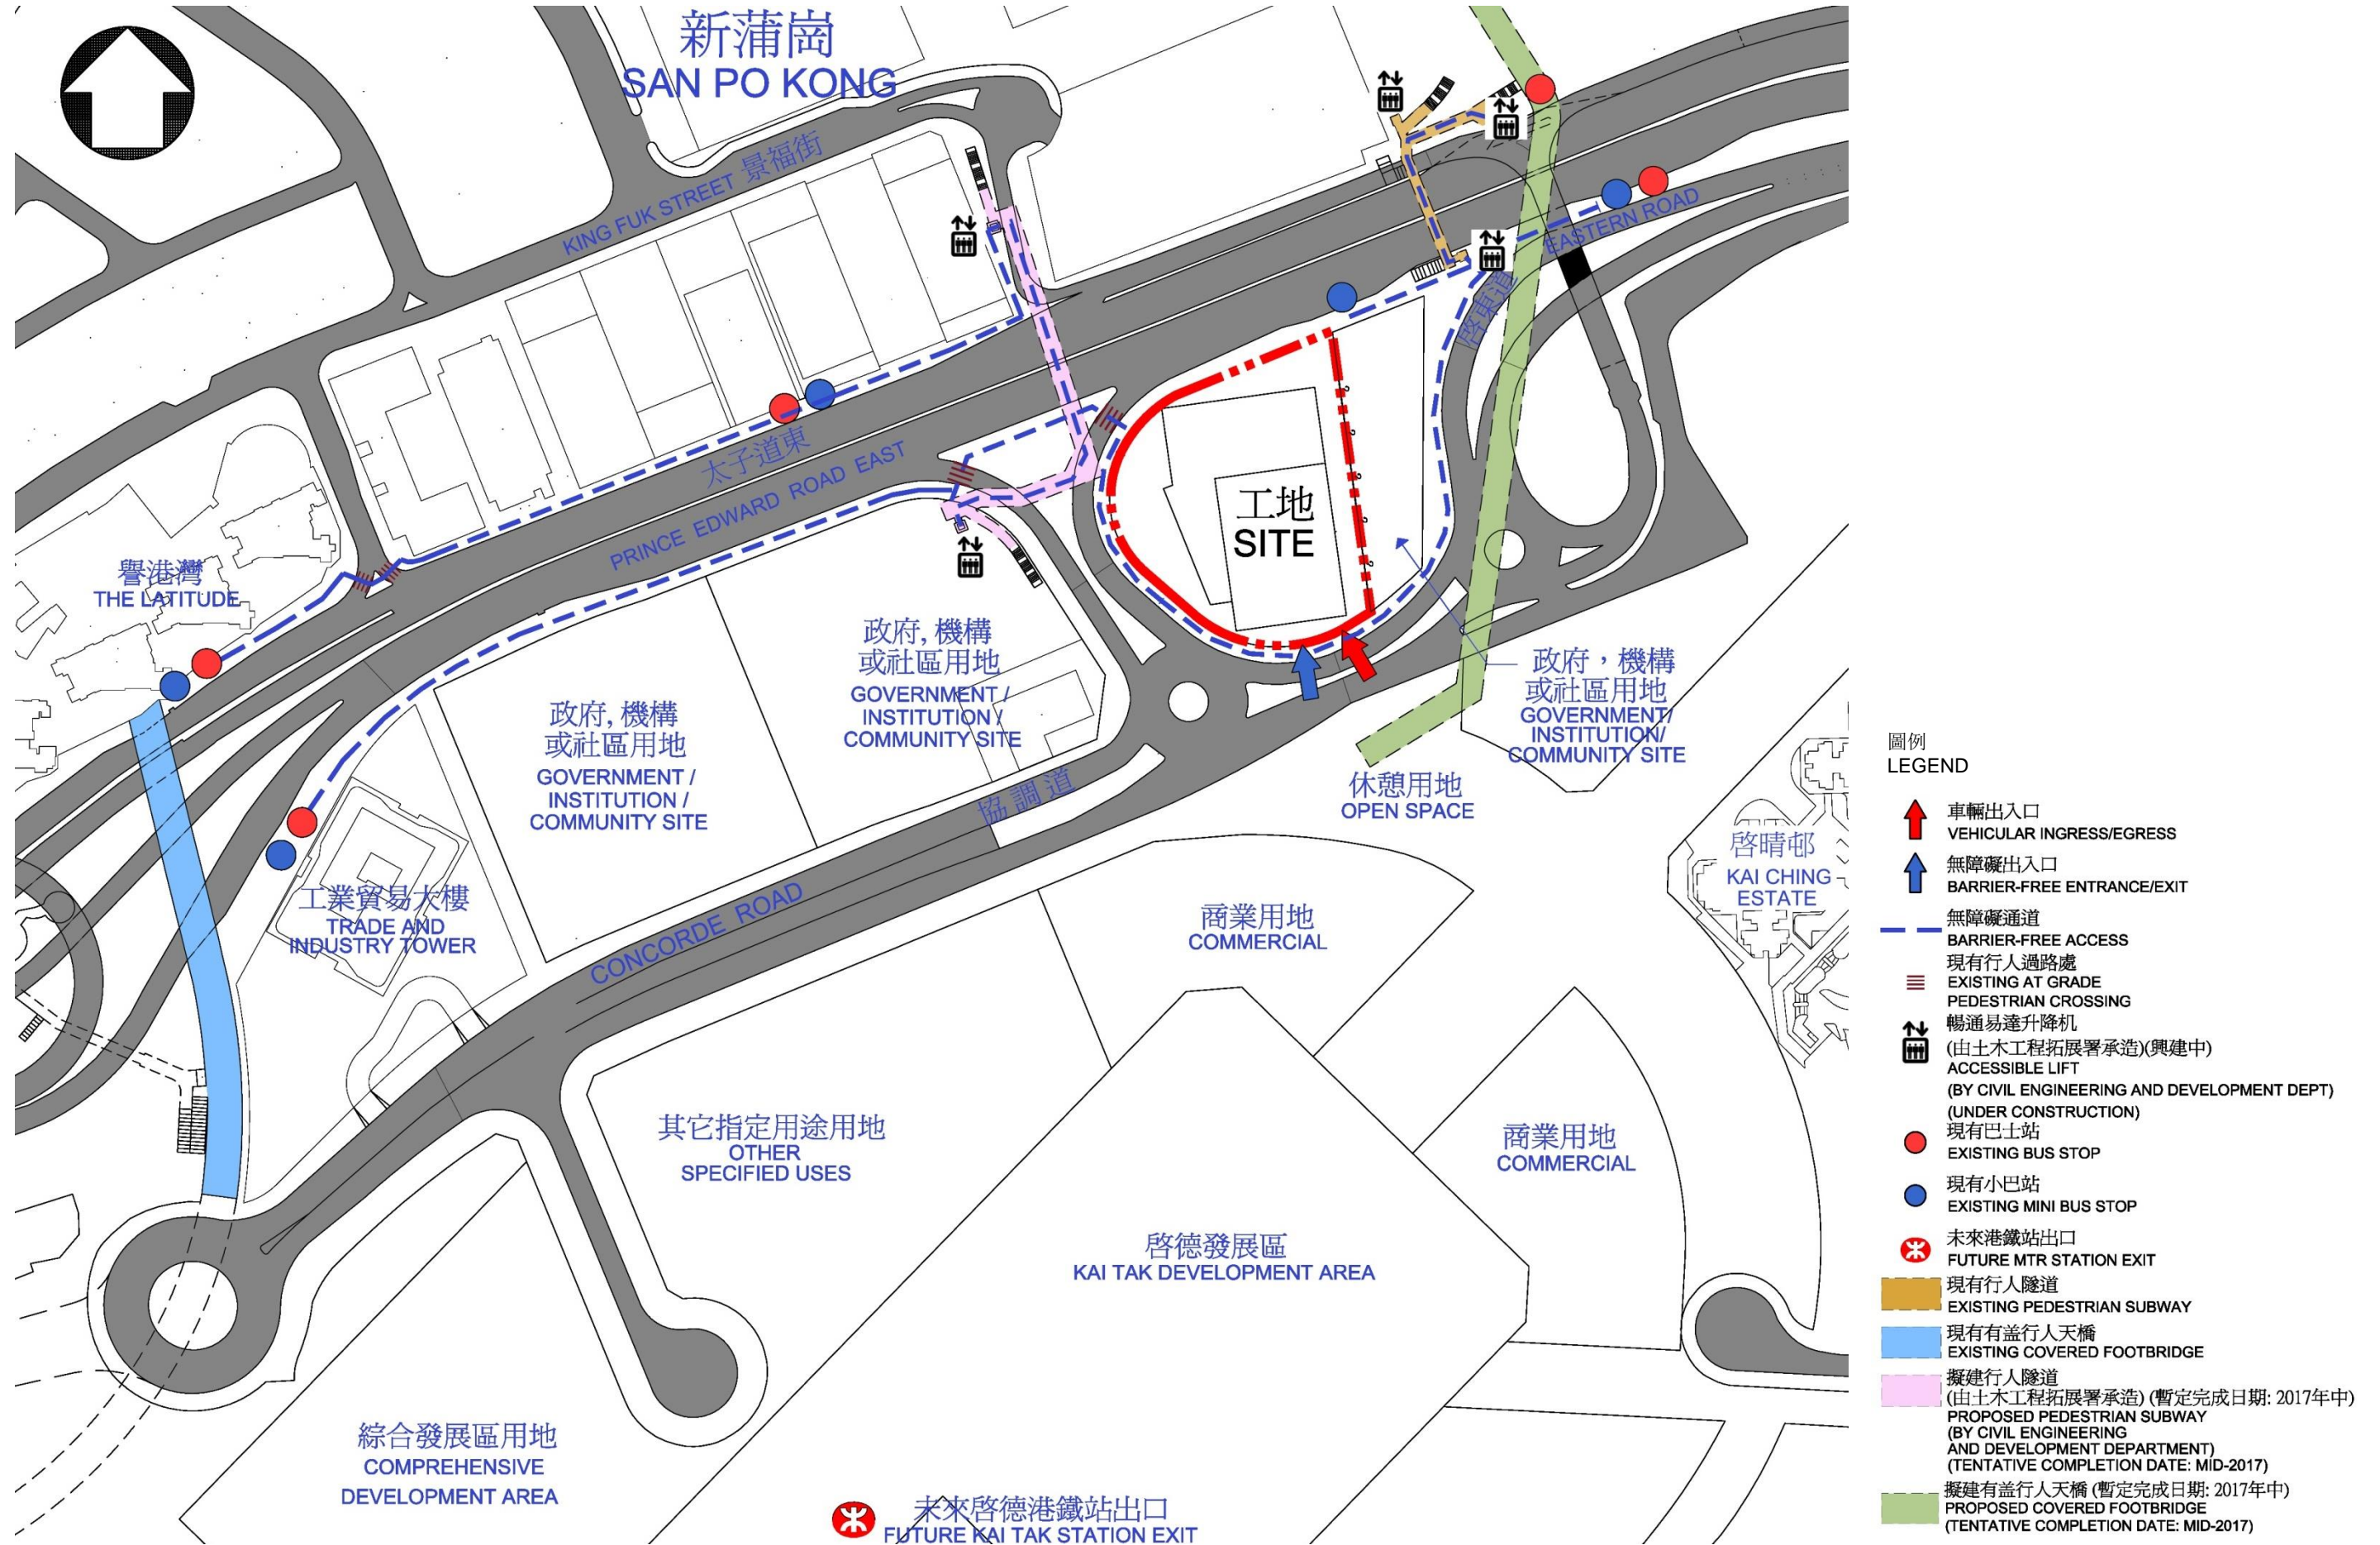 新蒲崗
SAN PO KONG
KING FUK STREET 景福街
EASTERN ROAD
啓東道
太子道東
PRINCE EDWARD ROAD EAST
工地
SITE
譽港灣
THE LATITUDE
政府, 機構
或社區用地
GOVERNMENT /
INSTITUTION /
COMMUNITY SITE
政府, 機構
或社區用地
GOVERNMENT /
INSTITUTION /
COMMUNITY SITE
政府，機構
或社區用地
GOVERNMENT/
INSTITUTION/
COMMUNITY SITE
休憩用地
OPEN SPACE
協調道
CONCORDE ROAD
工業貿易大樓
TRADE AND
INDUSTRY TOWER
啓晴邨
KAI CHING
ESTATE
商業用地
COMMERCIAL
其它指定用途用地
OTHER
SPECIFIED USES
商業用地
COMMERCIAL
啓德發展區
KAI TAK DEVELOPMENT AREA
綜合發展區用地
COMPREHENSIVE
DEVELOPMENT AREA
未來啓德港鐵站出口
FUTURE KAI TAK STATION EXIT
圖例
LEGEND
車輛出入口
VEHICULAR INGRESS/EGRESS
無障礙出入口
BARRIER-FREE ENTRANCE/EXIT
無障礙通道
BARRIER-FREE ACCESS
現有行人過路處
EXISTING AT GRADE
PEDESTRIAN CROSSING
暢通易達升降机
(由土木工程拓展署承造)(興建中)
ACCESSIBLE LIFT
(BY CIVIL ENGINEERING AND DEVELOPMENT DEPT)
(UNDER CONSTRUCTION)
現有巴士站
EXISTING BUS STOP
現有小巴站
EXISTING MINI BUS STOP
未來港鐵站出口
FUTURE MTR STATION EXIT
現有行人隧道
EXISTING PEDESTRIAN SUBWAY
現有有盖行人天橋
EXISTING COVERED FOOTBRIDGE
擬建行人隧道
(由土木工程拓展署承造) (暫定完成日期: 2017年中)
PROPOSED PEDESTRIAN SUBWAY
(BY CIVIL ENGINEERING
AND DEVELOPMENT DEPARTMENT)
(TENTATIVE COMPLETION DATE: MID-2017)
擬建有盖行人天橋 (暫定完成日期: 2017年中)
PROPOSED COVERED FOOTBRIDGE
(TENTATIVE COMPLETION DATE: MID-2017)